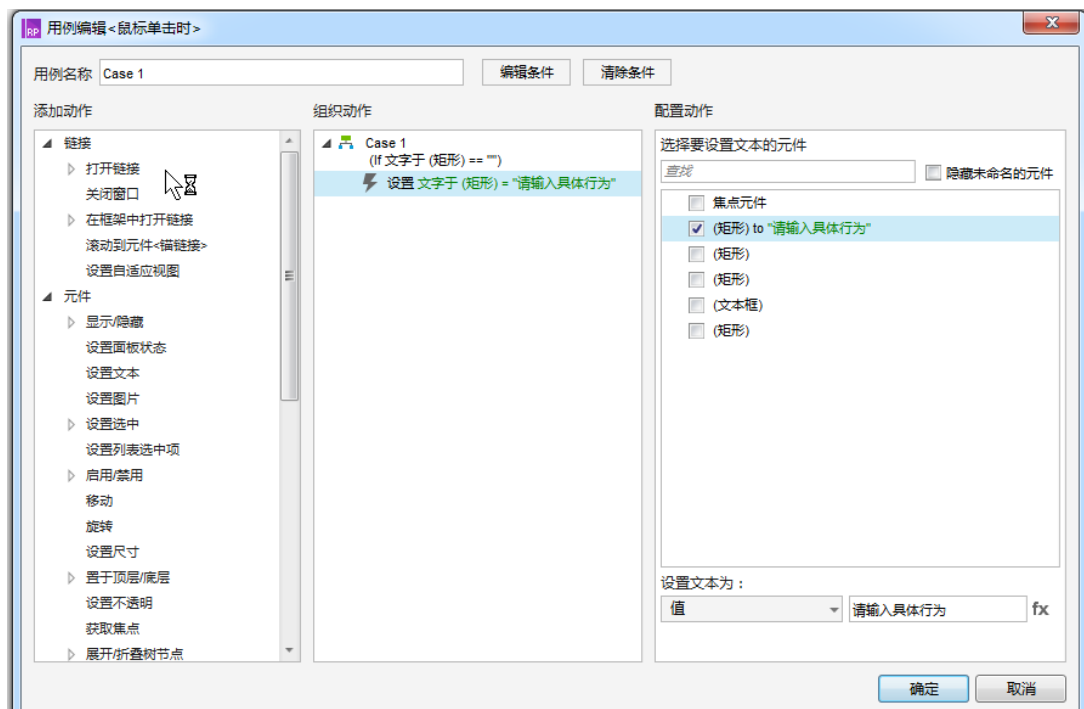 RP 用例编辑<鼠标单击时>
用例名称 Case 1 编辑条件 清除条件
添加动作 组织动作 配置动作
链接
打开链接
关闭窗口
在框架中打开链接
滚动到元件<锚链接>
设置自适应视图
元件
显示/隐藏
设置面板状态
设置文本
设置图片
设置选中
设置列表选中项
启用/禁用
移动
旋转
设置尺寸
置于顶层/底层
设置不透明
获取焦点
展开/折叠树节点
Case 1
(If 文字于 (矩形) == "")
设置 文字于 (矩形) = "请输入具体行为"
选择要设置文本的元件
查找 隐藏未命名的元件
焦点元件
(矩形) to "请输入具体行为"
(矩形)
(矩形)
(文本框)
(矩形)
设置文本为：
值 请输入具体行为 fx
确定 取消